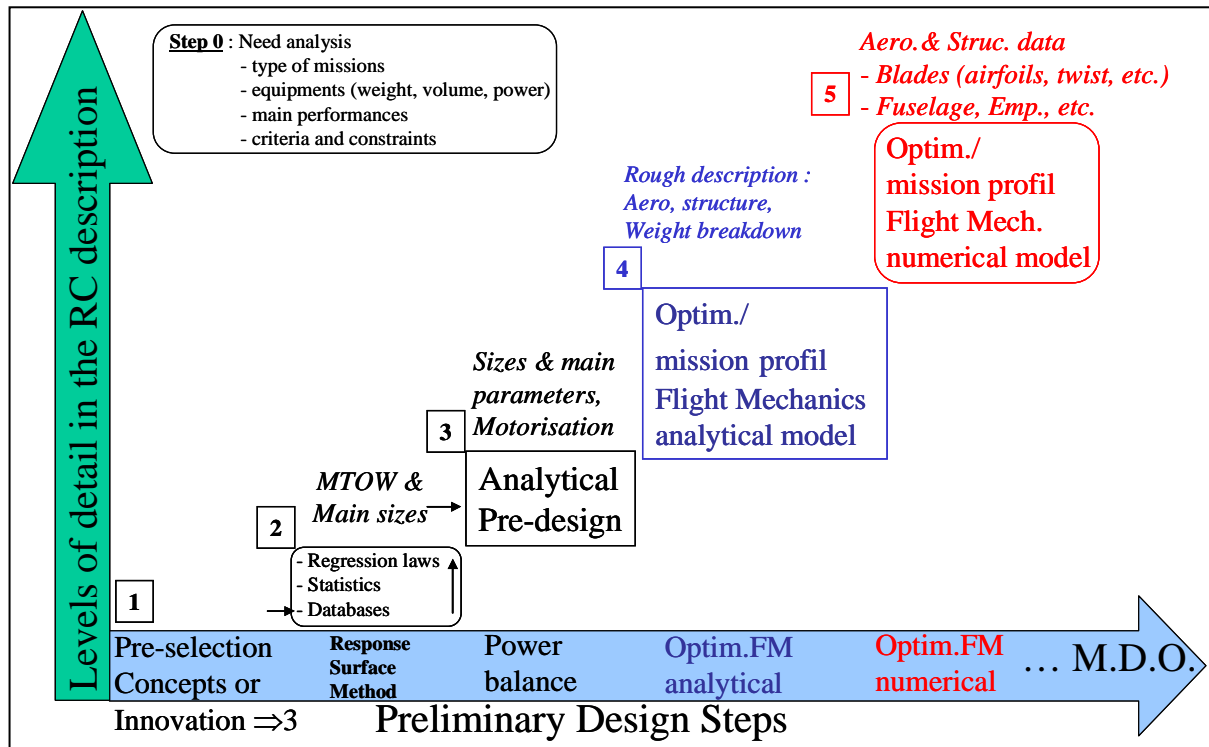 Levels of detail in the RC description
Step 0 : Need analysis
- type of missions
- equipments (weight, volume, power)
- main performances
- criteria and constraints
Aero.& Struc. data
- Blades (airfoils, twist, etc.)
- Fuselage, Emp., etc.
5
Optim./
mission profil
Flight Mech.
numerical model
Rough description :
Aero, structure,
Weight breakdown
4
Optim./
mission profil
Flight Mechanics
analytical model
Sizes & main
parameters,
Motorisation
3
Analytical
Pre-design
MTOW &
Main sizes
2
- Regression laws
- Statistics
- Databases
1
Pre-selection
Concepts or
Innovation ⇒3
Response
Surface
Method
Power
balance
Optim.FM
analytical
Optim.FM
numerical
… M.D.O.
Preliminary Design Steps